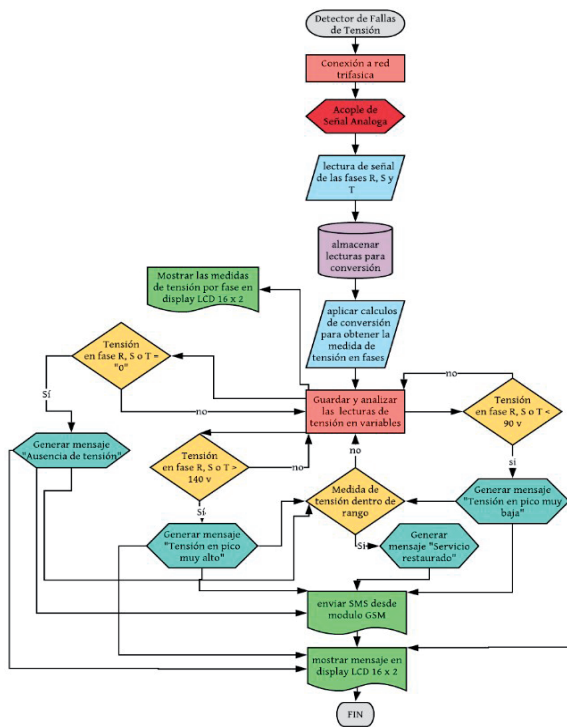 Detector de Fallas
de Tensión
Conexión a red
trifasica
Acople de
Señal Analoga
lectura de señal
de las fases R, S y
T
almacenar
lecturas para
conversión
Mostrar las medidas
de tensión por fase en
display LCD 16 x 2
aplicar calculos
de conversión
para obtener la
medida de
tensión en fases
Tensión
en fase R, S o T =
"0"
no
Sí
Guardar y analizar
las lecturas de
tensión en variables
no
Tensión
en fase R, S o T <
90 v
si
Generar mensaje
"Ausencia de tensión"
Tensión
en fase R, S o T >
140 v
no
Sí
no
Medida de
tensión dentro de
rango
Si
Generar mensaje
"Tensión en pico muy
baja"
Generar mensaje
"Tensión en pico
muy alto"
Generar
mensaje "Servicio
restaurado"
enviar SMS desde
modulo GSM
mostrar mensaje en
display LCD 16 x 2
FIN